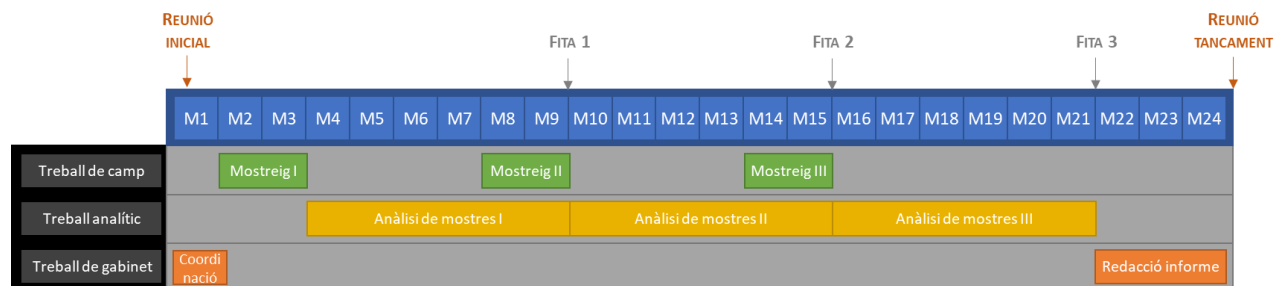 REUNIÓ
INICIAL
FITA 1
FITA 2
FITA 3
REUNIÓ
TANCAMENT
M1 M2 M3 M4 M5 M6 M7 M8 M9 M10 M11 M12 M13 M14 M15 M16 M17 M18 M19 M20 M21 M22 M23 M24
Treball de camp
Mostreig I
Mostreig II
Mostreig III
Treball analític
Anàlisi de mostres I
Anàlisi de mostres II
Anàlisi de mostres III
Treball de gabinet
Coordi
nació
Redacció informe